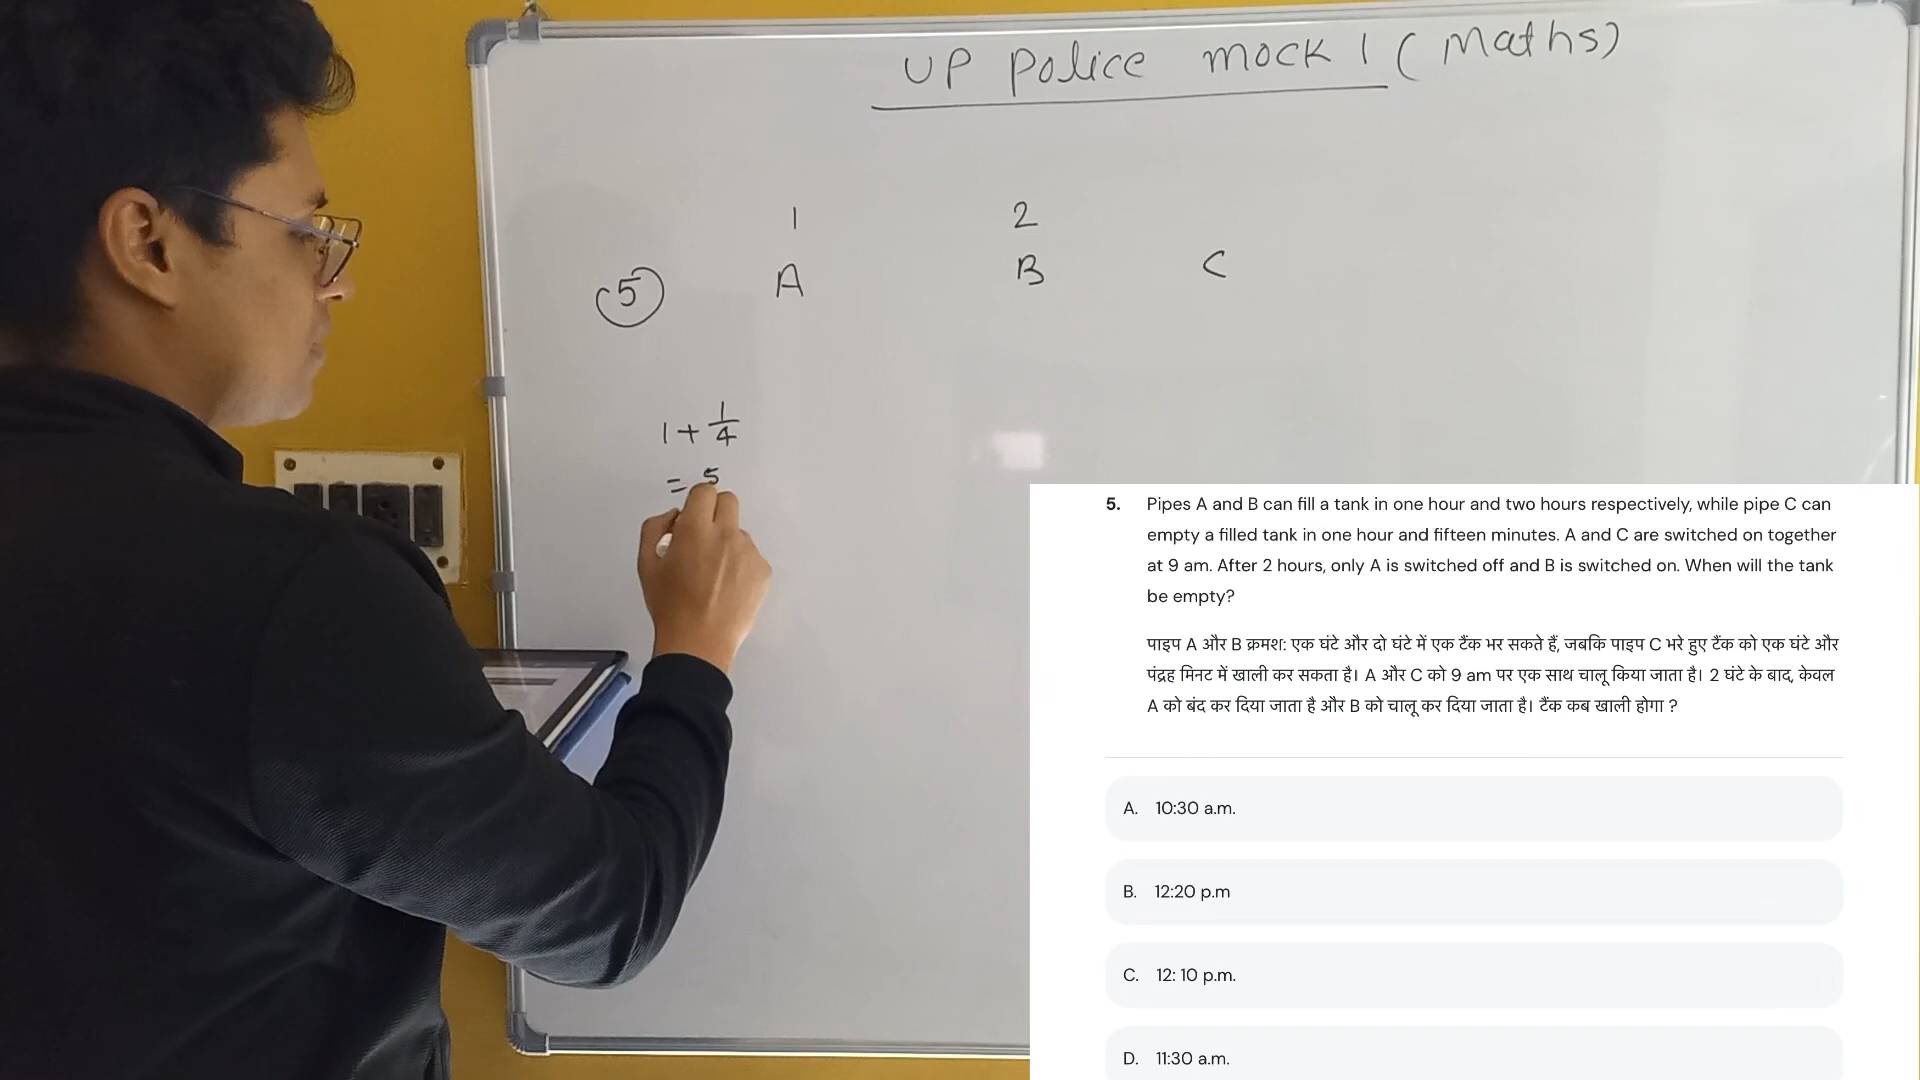 UP Police mock 1 ( Maths)
1 2
5 A B C
1 + 1/4
= 5
5. Pipes A and B can fill a tank in one hour and two hours respectively, while pipe C can
empty a filled tank in one hour and fifteen minutes. A and C are switched on together
at 9 am. After 2 hours, only A is switched off and B is switched on. When will the tank
be empty?
पाइप A और B क्रमश: एक घंटे और दो घंटे में एक टैंक भर सकते हैं, जबकि पाइप C भरे हुए टैंक को एक घंटे और
पंद्रह मिनट में खाली कर सकता है। A और C को 9 am पर एक साथ चालू किया जाता है। 2 घंटे के बाद, केवल
A को बंद कर दिया जाता है और B को चालू कर दिया जाता है। टैंक कब खाली होगा ?
A. 10:30 a.m.
B. 12:20 p.m
C. 12: 10 p.m.
D. 11:30 a.m.